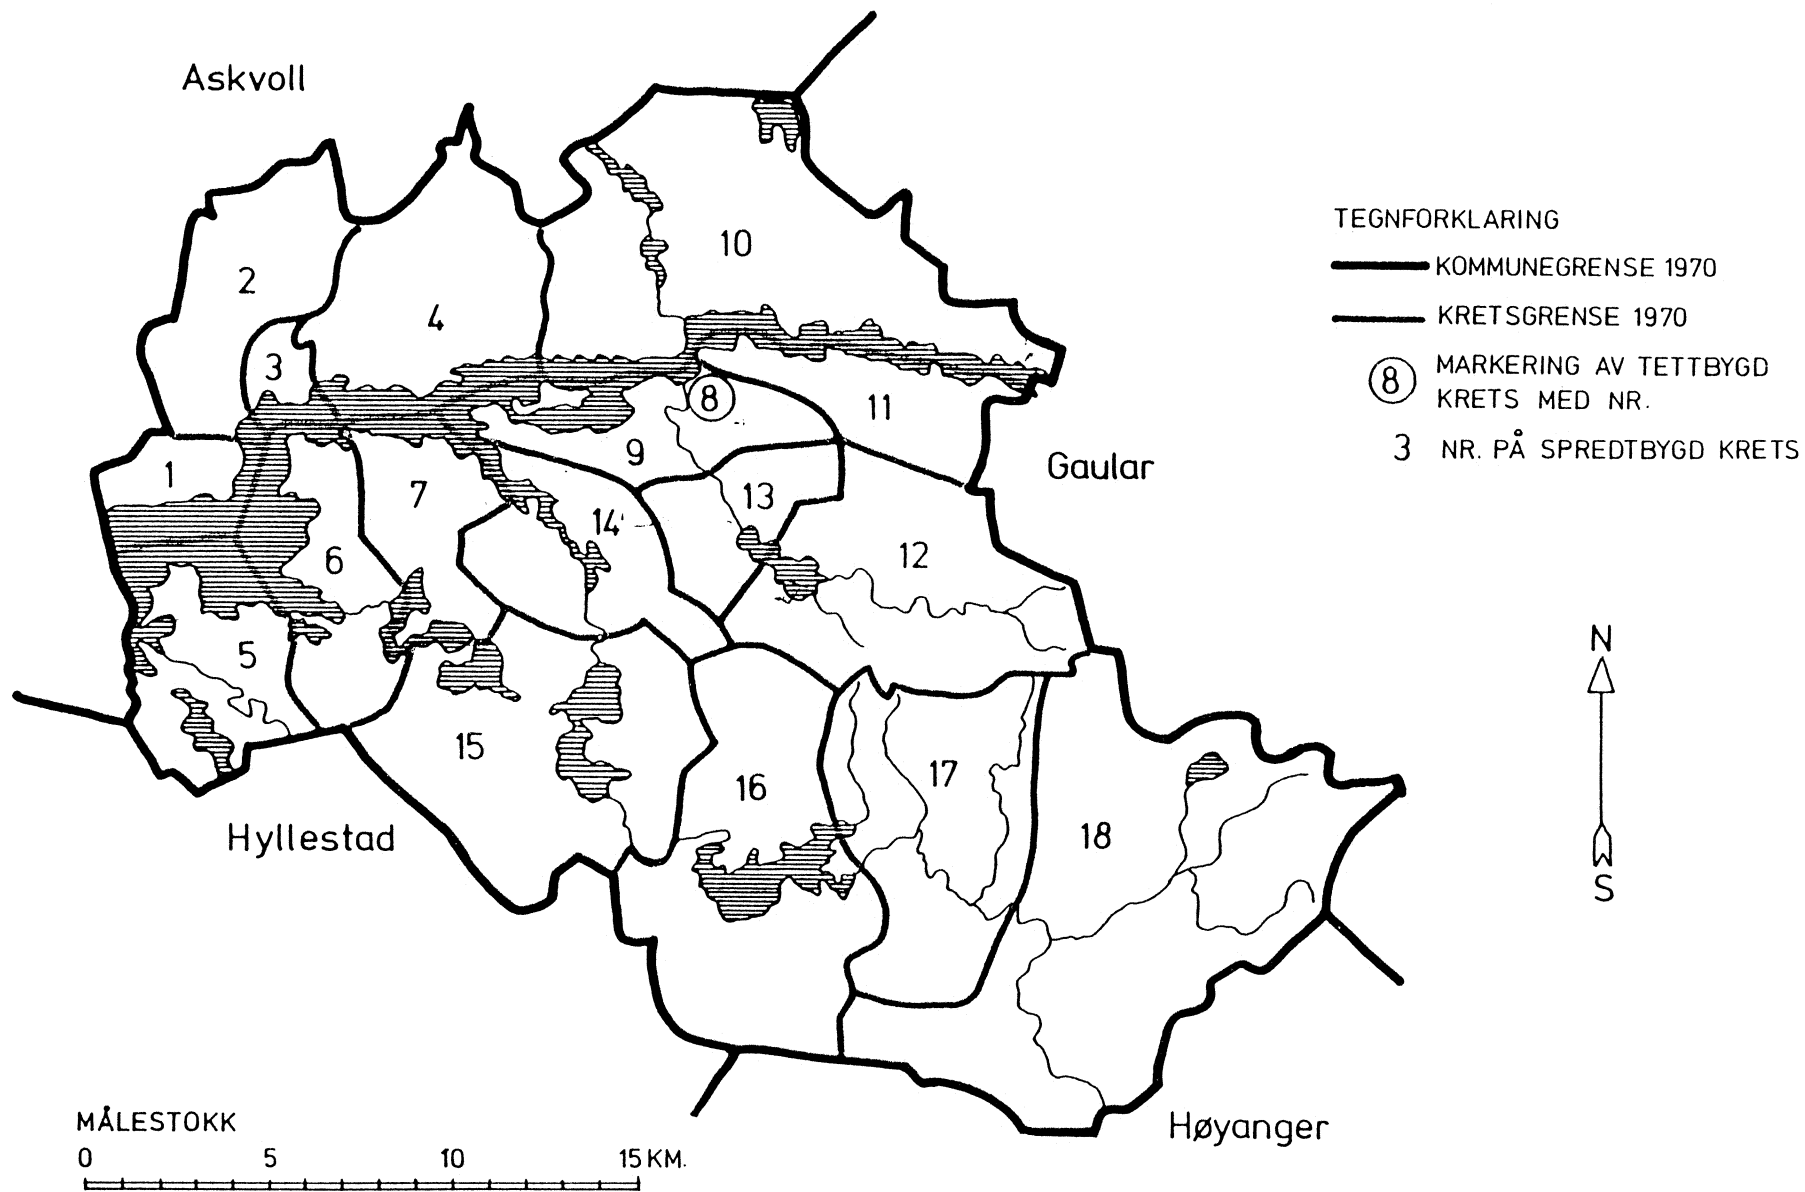 Askvoll
10
TEGNFORKLARING
KOMMUNEGRENSE 1970
KRETSGRENSE 1970
8 MARKERING AV TETTBYGD
KRETS MED NR.
3 NR. PÅ SPREDTBYGD KRETS
2
4
3
8
11
9
1
7
13
14
Gaular
6
12
5
15
16
17
18
N
S
Hyllestad
Høyanger
MÅLESTOKK
0 5 10 15 KM.